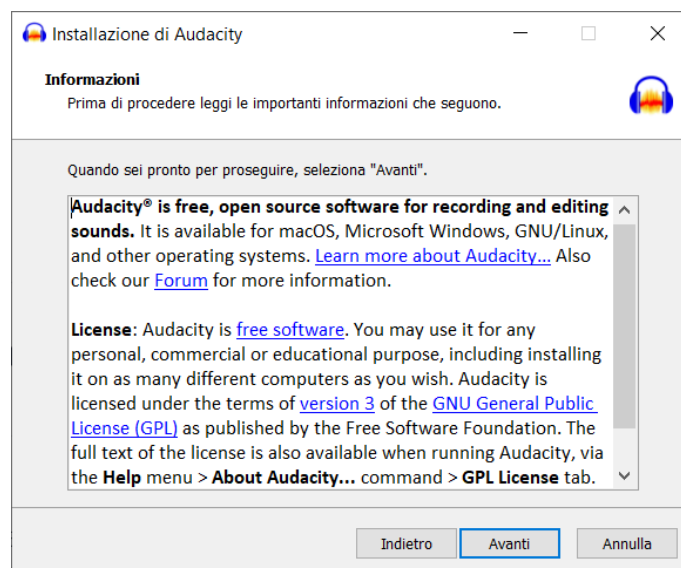 Installazione di Audacity
Informazioni
Prima di procedere leggi le importanti informazioni che seguono.
Quando sei pronto per proseguire, seleziona "Avanti".
Audacity® is free, open source software for recording and editing
sounds. It is available for macOS, Microsoft Windows, GNU/Linux,
and other operating systems. Learn more about Audacity... Also
check our Forum for more information.
License: Audacity is free software. You may use it for any
personal, commercial or educational purpose, including installing
it on as many different computers as you wish. Audacity is
licensed under the terms of version 3 of the GNU General Public
License (GPL) as published by the Free Software Foundation. The
full text of the license is also available when running Audacity, via
the Help menu > About Audacity... command > GPL License tab.
Indietro Avanti Annulla